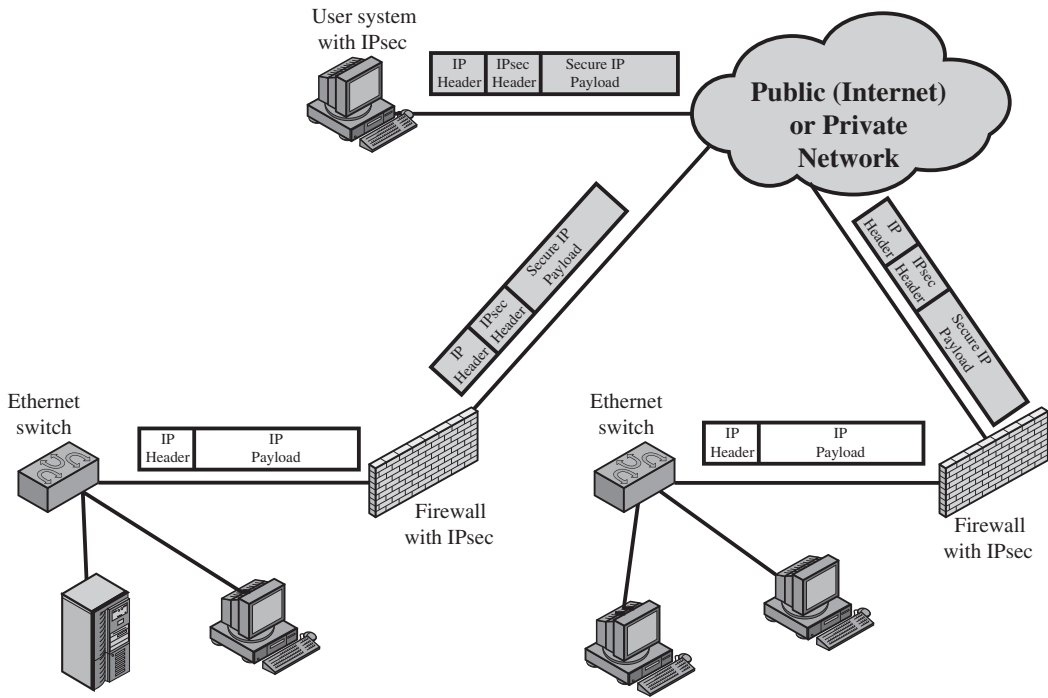 User system
with IPsec
IP
Header
IPsec
Header
Secure IP
Payload
Public (Internet)
or Private
Network
IP
Header
IPsec
Header
Secure IP
Payload
IP
Header
IPsec
Header
Secure IP
Payload
Ethernet
switch
IP
Header
IP
Payload
Firewall
with IPsec
Ethernet
switch
IP
Header
IP
Payload
Firewall
with IPsec